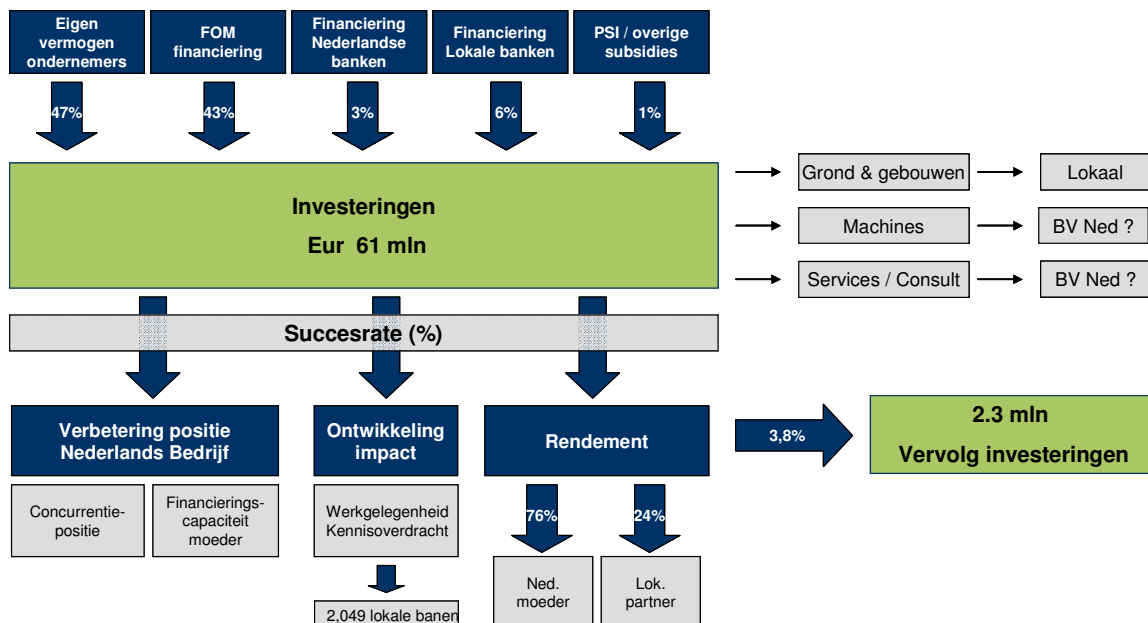 Eigen
vermogen
ondernemers
FOM
financiering
Financiering
Nederlandse
banken
Financiering
Lokale banken
PSI / overige
subsidies
47%
43%
3%
6%
1%
Investeringen
Eur 61 mln
Grond & gebouwen
Lokaal
Machines
BV Ned ?
Services / Consult
BV Ned ?
Succesrate (%)
Verbetering positie
Nederlands Bedrijf
Ontwikkeling
impact
Rendement
3,8%
2.3 mln
Vervolg investeringen
Concurrentie-
positie
Financierings-
capaciteit
moeder
Werkgelegenheid
Kennisoverdracht
76%
24%
Ned.
moeder
Lok.
partner
2,049 lokale banen